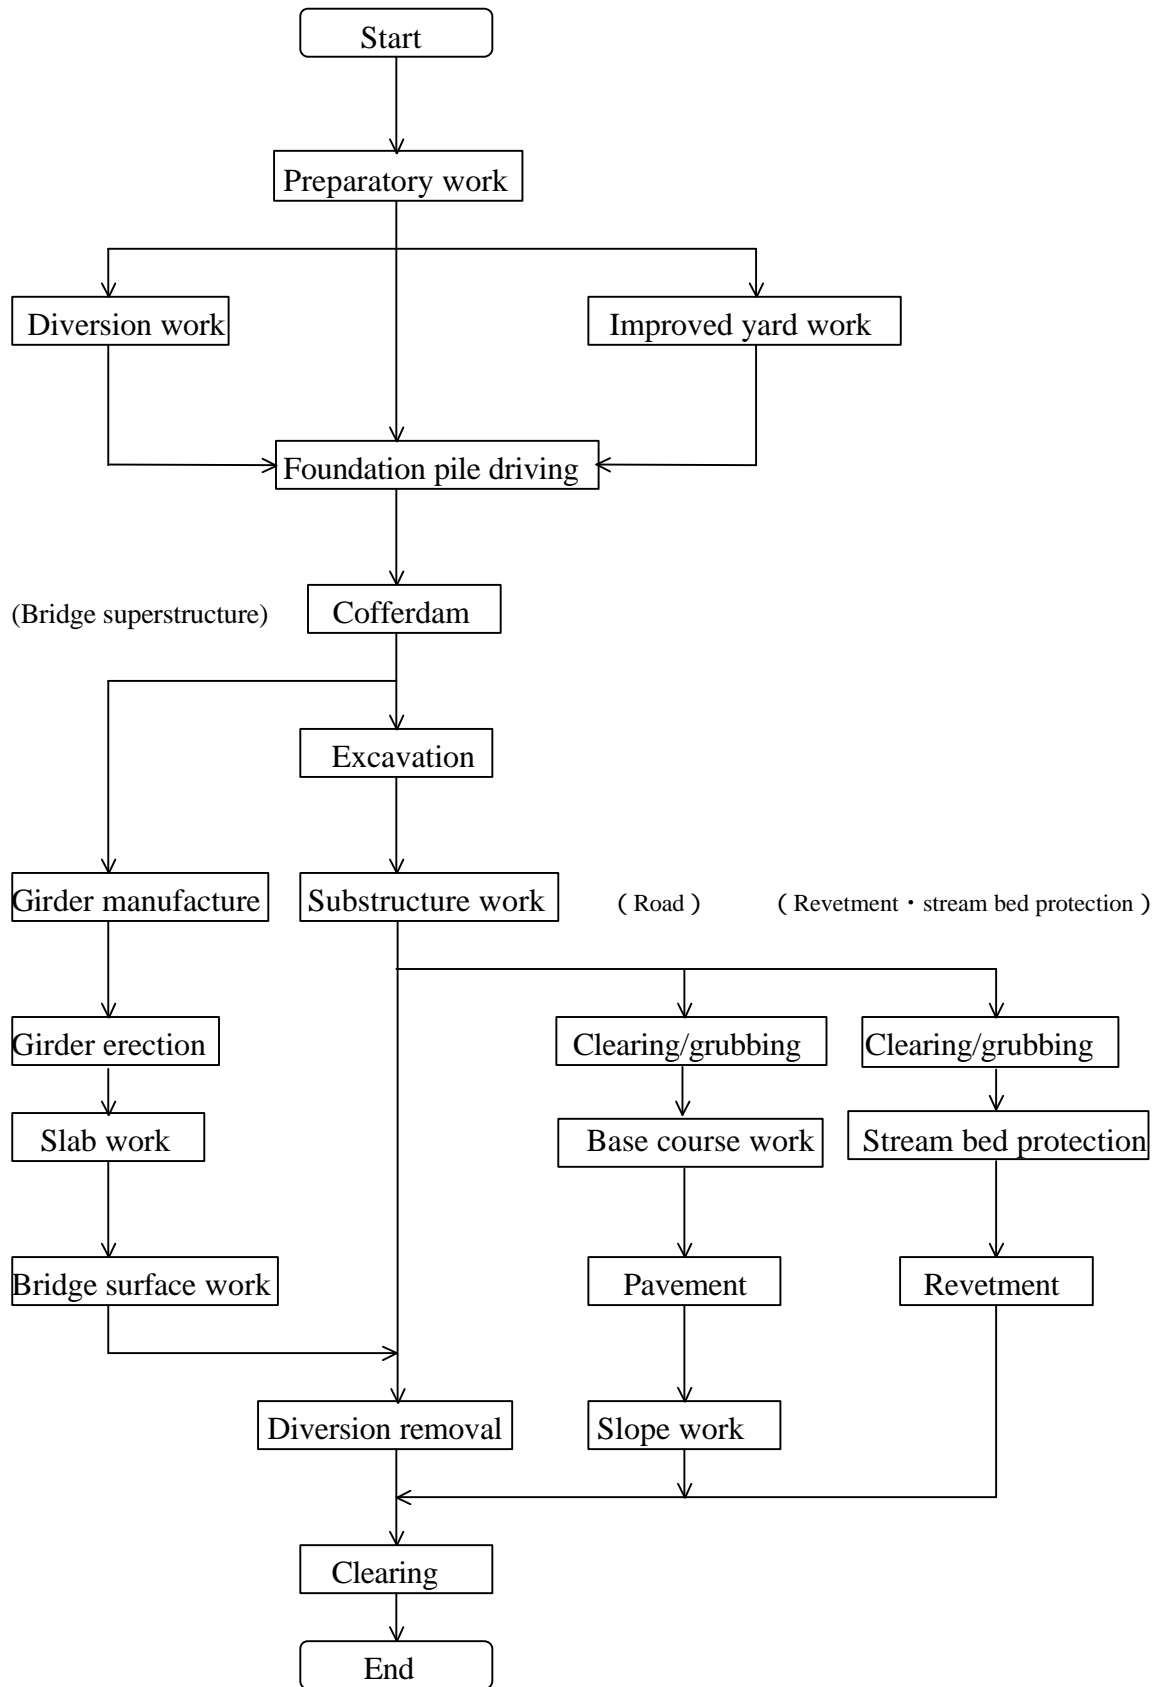 Start
Preparatory work
Diversion work
Improved yard work
Foundation pile driving
(Bridge superstructure)
Cofferdam
Excavation
Girder manufacture
Substructure work
( Road )
( Revetment・stream bed protection )
Girder erection
Clearing/grubbing
Clearing/grubbing
Slab work
Base course work
Stream bed protection
Bridge surface work
Pavement
Revetment
Diversion removal
Slope work
Clearing
End